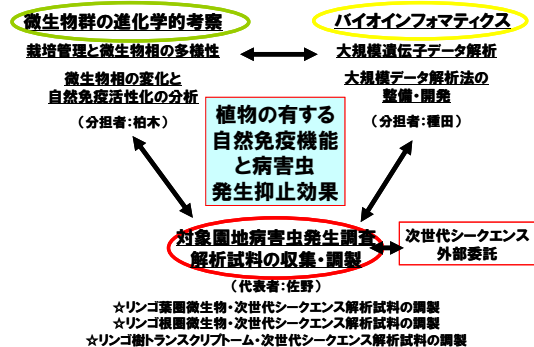 微生物群の進化学的考察
栽培管理と微生物相の多様性
微生物相の変化と
自然免疫活性化の分析
（分担者：柏木）
バイオインフォマティクス
大規模遺伝子データ解析
大規模データ解析法の
整備・開発
（分担者：種田）
植物の有する
自然免疫機能
と病害虫
発生抑止効果
対象園地病害虫発生調査
解析試料の収集・調製
（代表者：佐野）
次世代シークエンス
外部委託
☆リンゴ葉圏微生物・次世代シークエンス解析試料の調製
☆リンゴ根圏微生物・次世代シークエンス解析試料の調製
☆リンゴ樹トランスクリプトーム・次世代シークエンス解析試料の調製